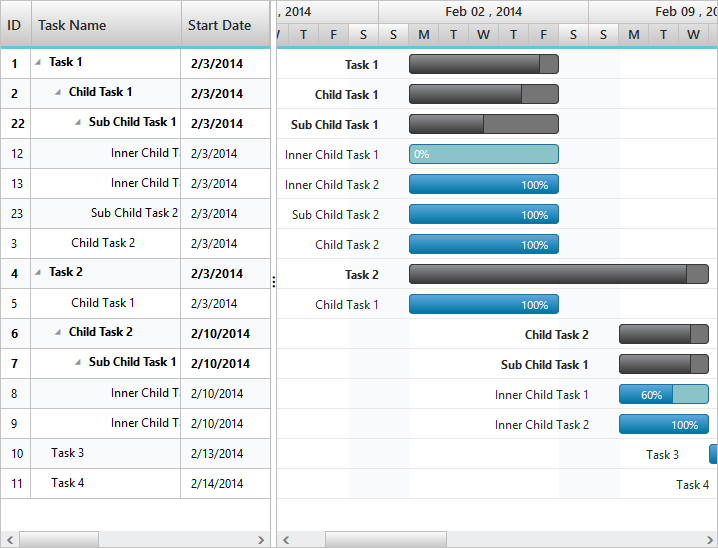 ID Task Name Start Date , 2014 Feb 02 , 2014 Feb 09 , 20
T F S S M T W T F S S M T W
1 Task 1 2/3/2014 Task 1
2 Child Task 1 2/3/2014 Child Task 1
22 Sub Child Task 1 2/3/2014 Sub Child Task 1
12 Inner Child T 2/3/2014 Inner Child Task 1 0%
13 Inner Child T 2/3/2014 Inner Child Task 2 100%
23 Sub Child Task 2 2/3/2014 Sub Child Task 2 100%
3 Child Task 2 2/3/2014 Child Task 2 100%
4 Task 2 2/3/2014 Task 2
5 Child Task 1 2/3/2014 Child Task 1 100%
6 Child Task 2 2/10/2014 Child Task 2
7 Sub Child Task 1 2/10/2014 Sub Child Task 1
8 Inner Child T 2/10/2014 Inner Child Task 1 60%
9 Inner Child T 2/10/2014 Inner Child Task 2 100%
10 Task 3 2/13/2014 Task 3
11 Task 4 2/14/2014 Task 4